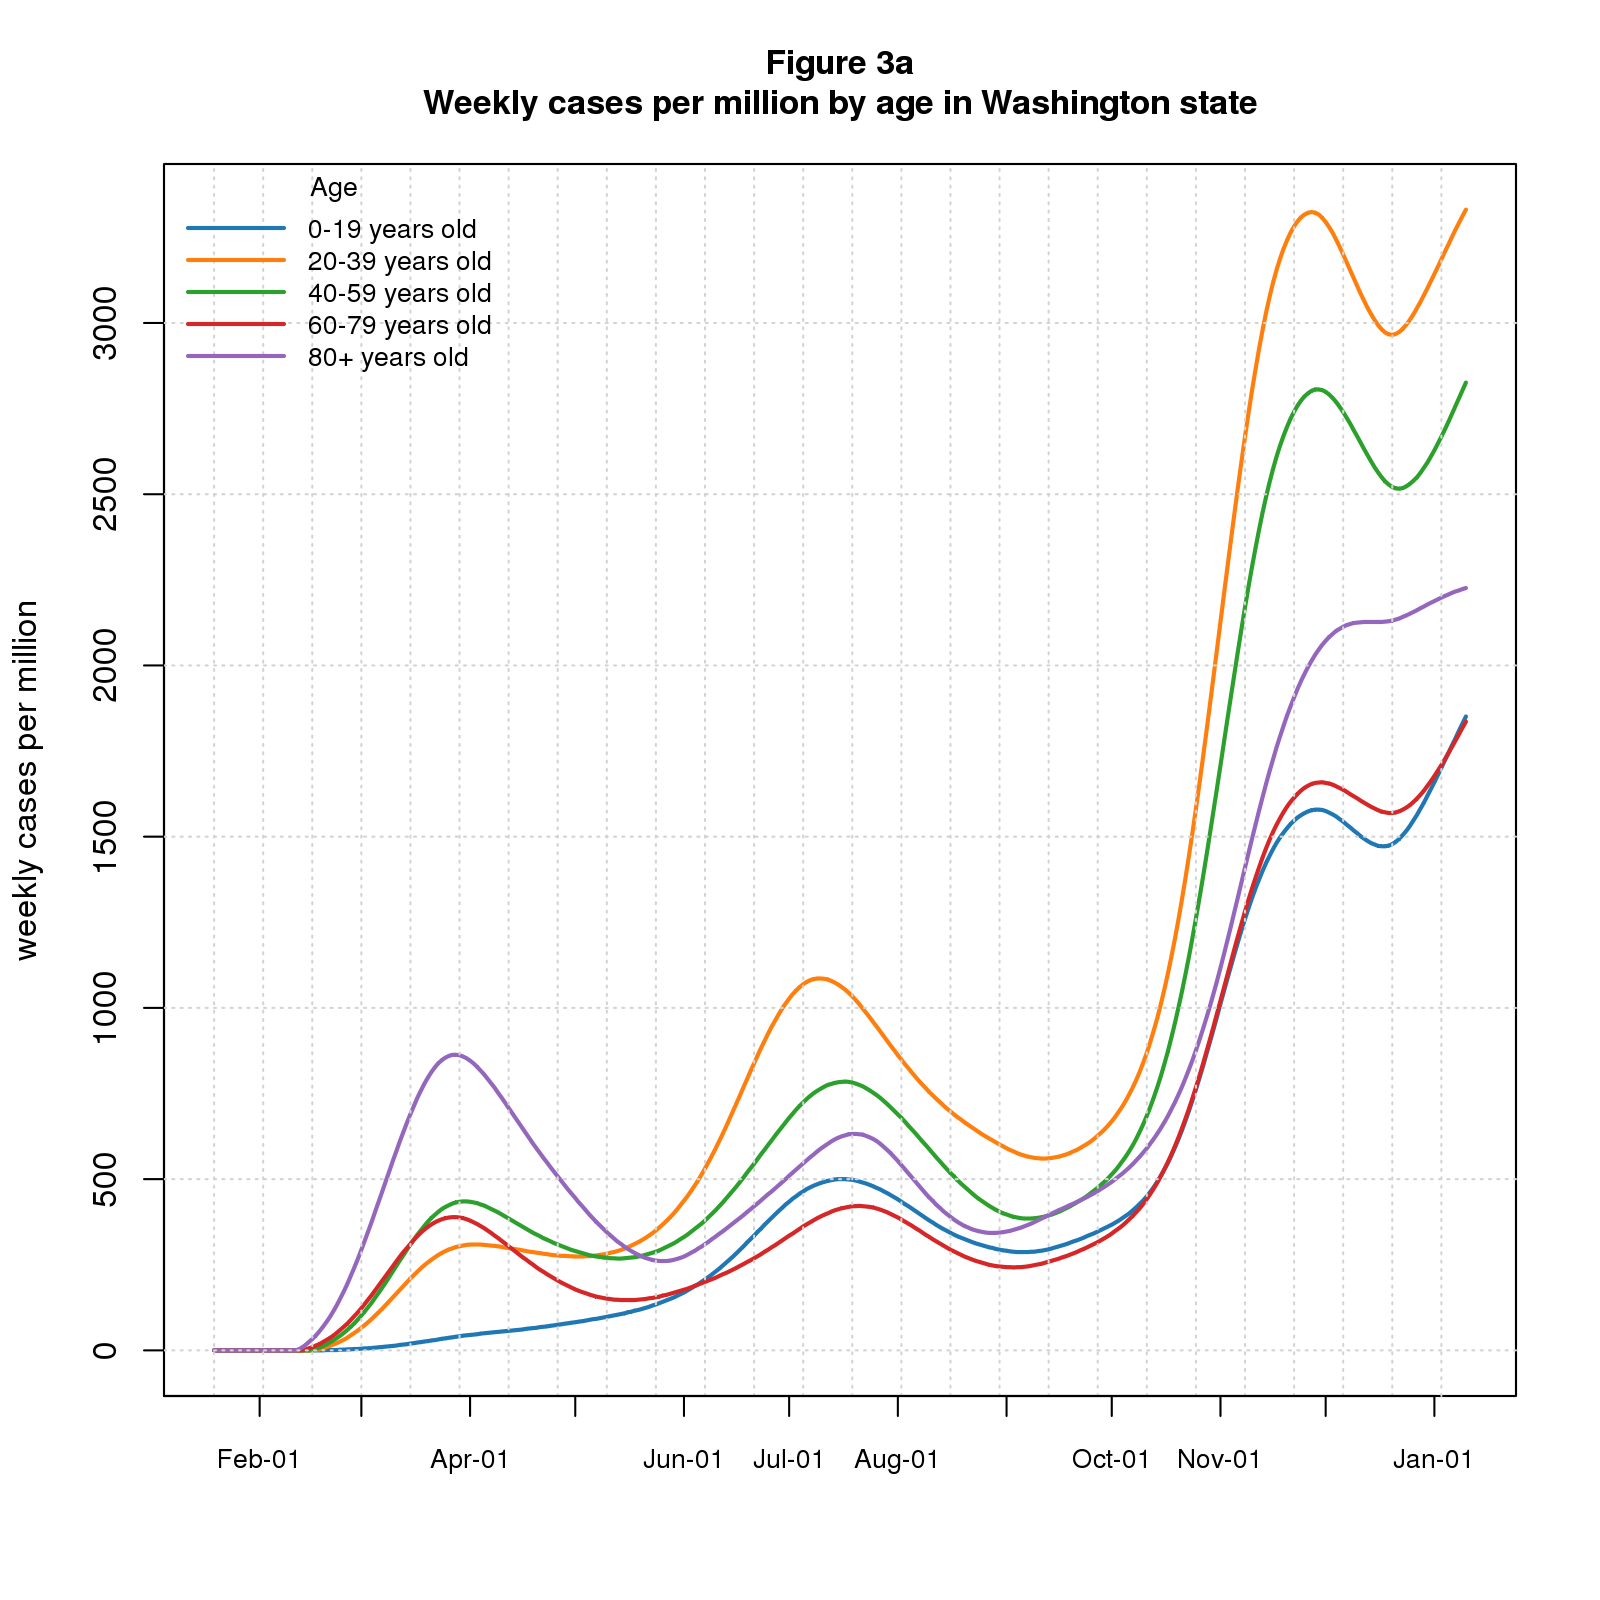 Figure 3a
Weekly cases per million by age in Washington state
Age
0-19 years old
20-39 years old
40-59 years old
60-79 years old
80+ years old
weekly cases per million
3000
2500
2000
1500
1000
500
0
Feb-01 Apr-01 Jun-01 Jul-01 Aug-01 Oct-01 Nov-01 Jan-01